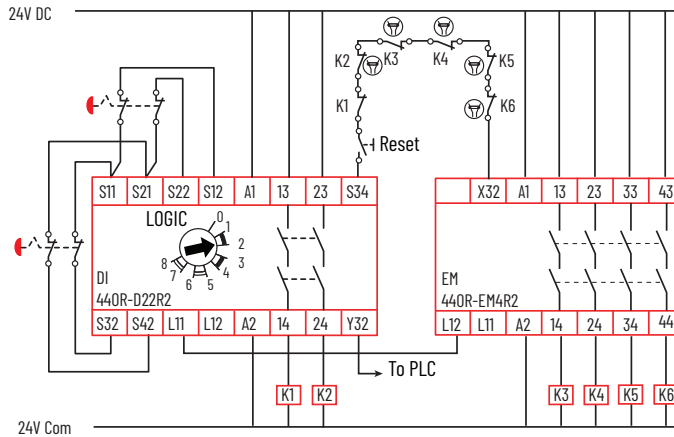 24V DC
K2
K3
K4
K5
K1
K6
Reset
S11 S21 S22 S12 A1 13 23 S34
X32 A1 13 23 33 43
LOGIC
0
1
2
3
4
5
6
7
8
DI
440R-D22R2
EM
440R-EM4R2
S32 S42 L11 L12 A2 14 24 Y32
L12 L11 A2 14 24 34 44
To PLC
K1 K2
K3 K4 K5 K6
24V Com